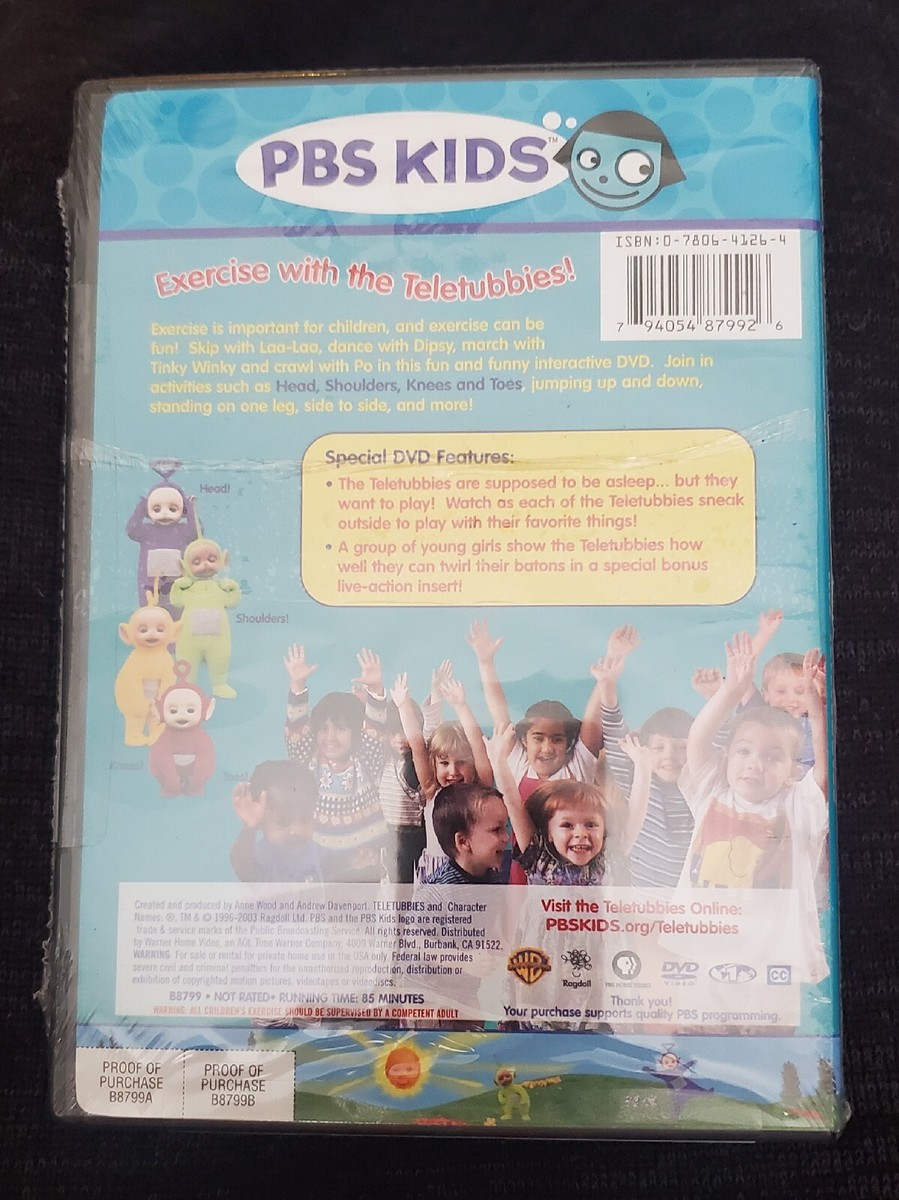 PBS KIDS™
ISBN:0-7806-4126-4
7 94054 87992 6
Exercise with the Teletubbies!
Exercise is important for children, and exercise can be
fun! Skip with Laa-Laa, dance with Dipsy, march with
Tinky Winky and crawl with Po in this fun and funny interactive DVD. Join in
activities such as Head, Shoulders, Knees and Toes, jumping up and down,
standing on one leg, side to side, and more!
Special DVD Features:
• The Teletubbies are supposed to be asleep... but they
want to play! Watch as each of the Teletubbies sneak
outside to play with their favorite things!
• A group of young girls show the Teletubbies how
well they can twirl their batons in a special bonus
live-action insert!
Head!
Shoulders!
Knees!
Toes!
Created and produced by Anne Wood and Andrew Davenport. TELETUBBIES and Character
Names: ®, TM & © 1996-2003 Ragdoll Ltd. PBS and the PBS Kids logo are registered
trade & service marks of the Public Broadcasting Service. All rights reserved. Distributed
by Warner Home Video, an AOL Time Warner Company, 4000 Warner Blvd., Burbank, CA 91522.
WARNING: For sale or rental for private home use in the USA only. Federal law provides
severe civil and criminal penalties for the unauthorized reproduction, distribution or
exhibition of copyrighted motion pictures, videotapes or videodiscs.
B8799 • NOT RATED • RUNNING TIME: 85 MINUTES
WARNING: ALL CHILDREN'S EXERCISE SHOULD BE SUPERVISED BY A COMPETENT ADULT
Visit the Teletubbies Online:
PBSKIDS.org/Teletubbies
WB
Ragdoll
PBS HOME VIDEO
DVD
VIDEO
CC
Thank you!
Your purchase supports quality PBS programming.
PROOF OF
PURCHASE
B8799A
PROOF OF
PURCHASE
B8799B